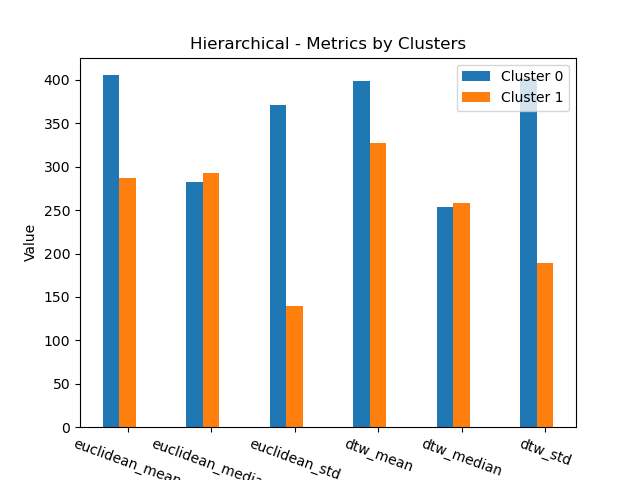 Hierarchical - Metrics by Clusters
Cluster 0
Cluster 1
Value
400
350
300
250
200
150
100
50
0
euclidean_mean
euclidean_media
euclidean_std
dtw_mean
dtw_median
dtw_std